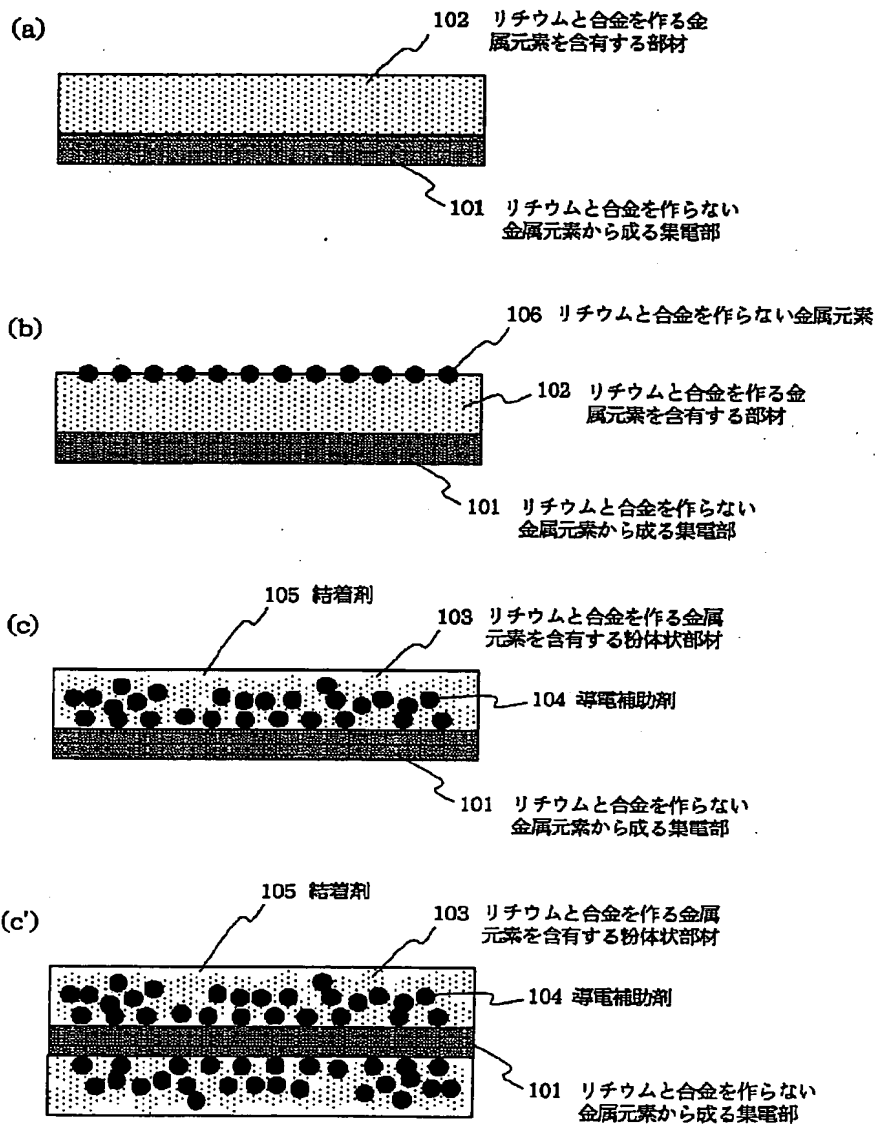 (a)
102 リチウムと合金を作る金
属元素を含有する部材
101 リチウムと合金を作らない
金属元素から成る集電部
(b)
106 リチウムと合金を作らない金属元素
102 リチウムと合金を作る金
属元素を含有する部材
101 リチウムと合金を作らない
金属元素から成る集電部
(c)
105 結着剤
103 リチウムと合金を作る金属
元素を含有する粉体状部材
104 導電補助剤
101 リチウムと合金を作らない
金属元素から成る集電部
(c')
105 結着剤
103 リチウムと合金を作る金属
元素を含有する粉体状部材
104 導電補助剤
101 リチウムと合金を作らない
金属元素から成る集電部